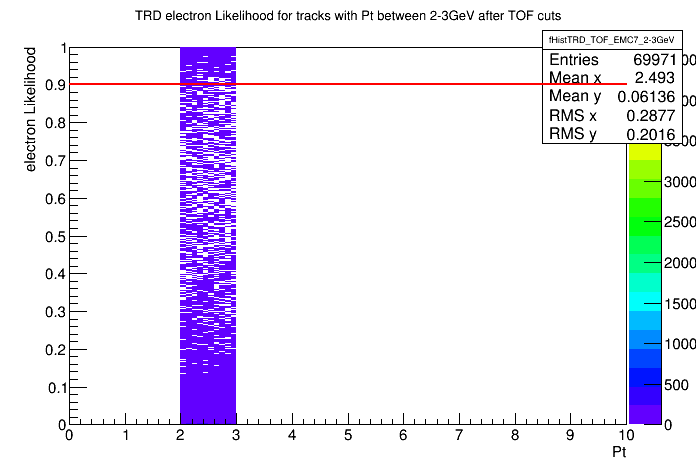 TRD electron Likelihood for tracks with Pt between 2-3GeV after TOF cuts
fHistTRD_TOF_EMC7_2-3GeV
Entries 69971
Mean x 2.493
Mean y 0.06136
RMS x 0.2877
RMS y 0.2016
electron Likelihood
1
0.9
0.8
0.7
0.6
0.5
0.4
0.3
0.2
0.1
0
0 1 2 3 4 5 6 7 8 9 10
Pt
3000
2500
2000
1500
1000
500
0